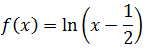 f(x) = ln(x − 1/2)